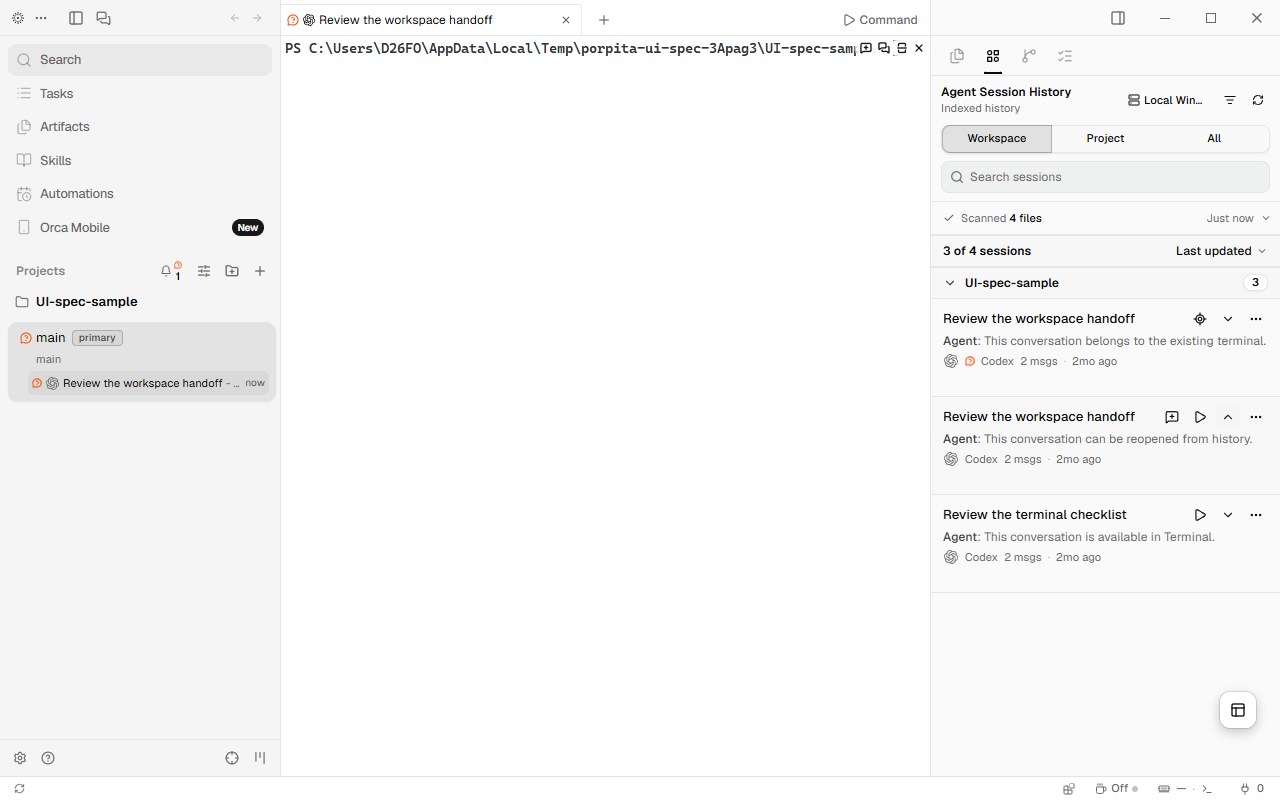 Review the workspace handoff
Command
Search
Tasks
Artifacts
Skills
Automations
Orca Mobile
New
Projects
1
UI-spec-sample
main primary
main
Review the workspace handoff - ... now
PS C:\Users\D26FO\AppData\Local\Temp\porpita-ui-spec-3Apag3\UI-spec-sam
Agent Session History
Indexed history
Local Win...
Workspace
Project
All
Search sessions
Scanned 4 files
Just now
3 of 4 sessions
Last updated
UI-spec-sample
3
Review the workspace handoff
Agent: This conversation belongs to the existing terminal.
Codex 2 msgs · 2mo ago
Review the workspace handoff
Agent: This conversation can be reopened from history.
Codex 2 msgs · 2mo ago
Review the terminal checklist
Agent: This conversation is available in Terminal.
Codex 2 msgs · 2mo ago
Off
— ·
0